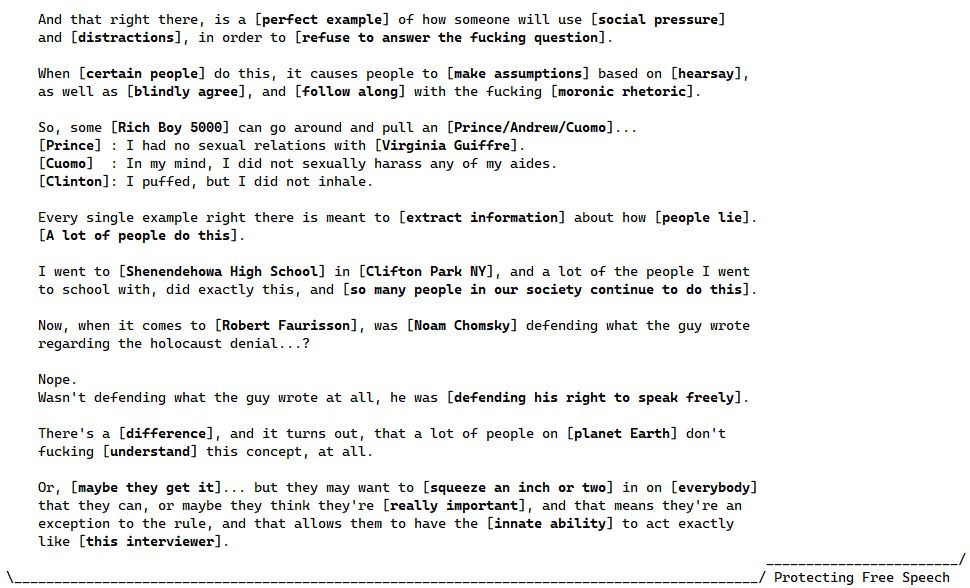 And that right there, is a [perfect example] of how someone will use [social pressure]
and [distractions], in order to [refuse to answer the fucking question].
When [certain people] do this, it causes people to [make assumptions] based on [hearsay],
as well as [blindly agree], and [follow along] with the fucking [moronic rhetoric].
So, some [Rich Boy 5000] can go around and pull an [Prince/Andrew/Cuomo]...
[Prince] : I had no sexual relations with [Virginia Guiffre].
[Cuomo]  : In my mind, I did not sexually harass any of my aides.
[Clinton]: I puffed, but I did not inhale.
Every single example right there is meant to [extract information] about how [people lie].
[A lot of people do this].
I went to [Shenendehowa High School] in [Clifton Park NY], and a lot of the people I went
to school with, did exactly this, and [so many people in our society continue to do this].
Now, when it comes to [Robert Faurisson], was [Noam Chomsky] defending what the guy wrote
regarding the holocaust denial...?
Nope.
Wasn't defending what the guy wrote at all, he was [defending his right to speak freely].
There's a [difference], and it turns out, that a lot of people on [planet Earth] don't
fucking [understand] this concept, at all.
Or, [maybe they get it]... but they may want to [squeeze an inch or two] in on [everybody]
that they can, or maybe they think they're [really important], and that means they're an
exception to the rule, and that allows them to have the [innate ability] to act exactly
like [this interviewer].
Protecting Free Speech